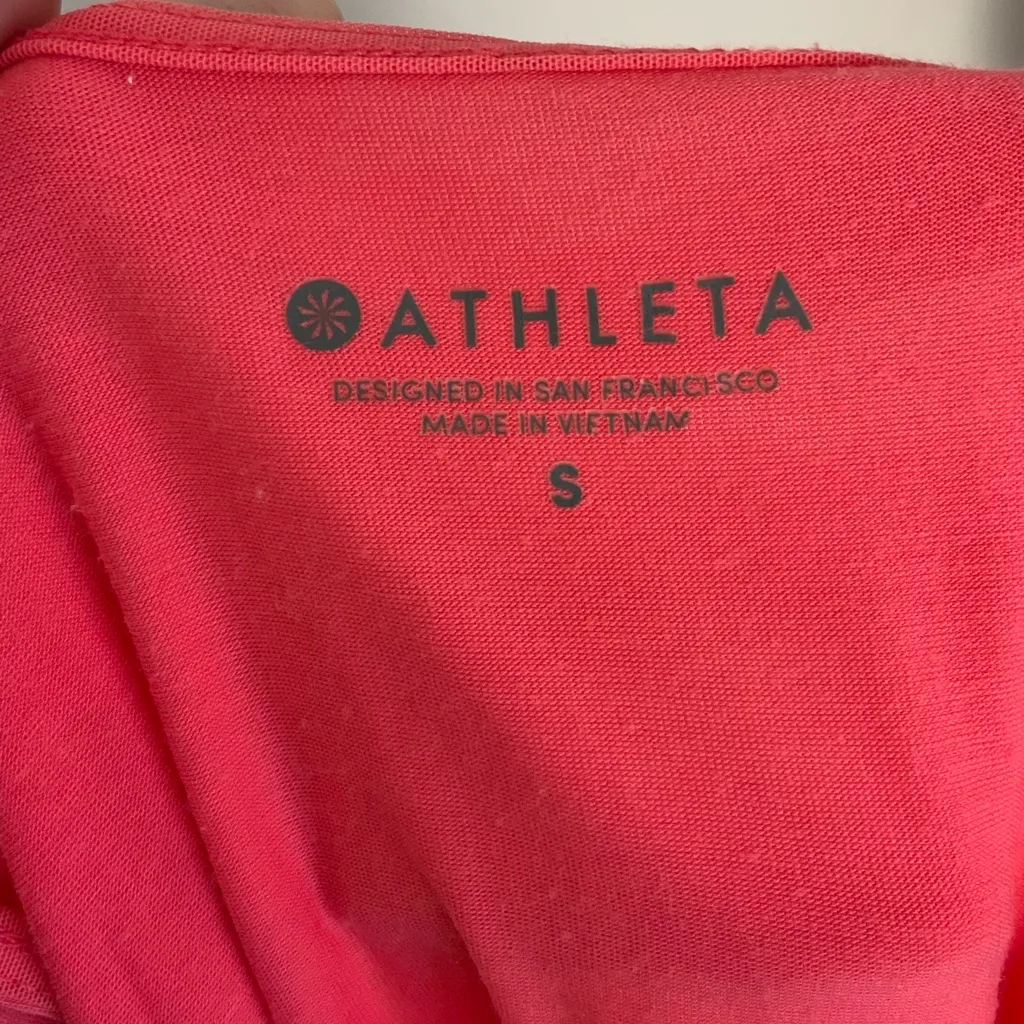 ATHLETA
DESIGNED IN SAN FRANCISCO
MADE IN VIETNAM
S